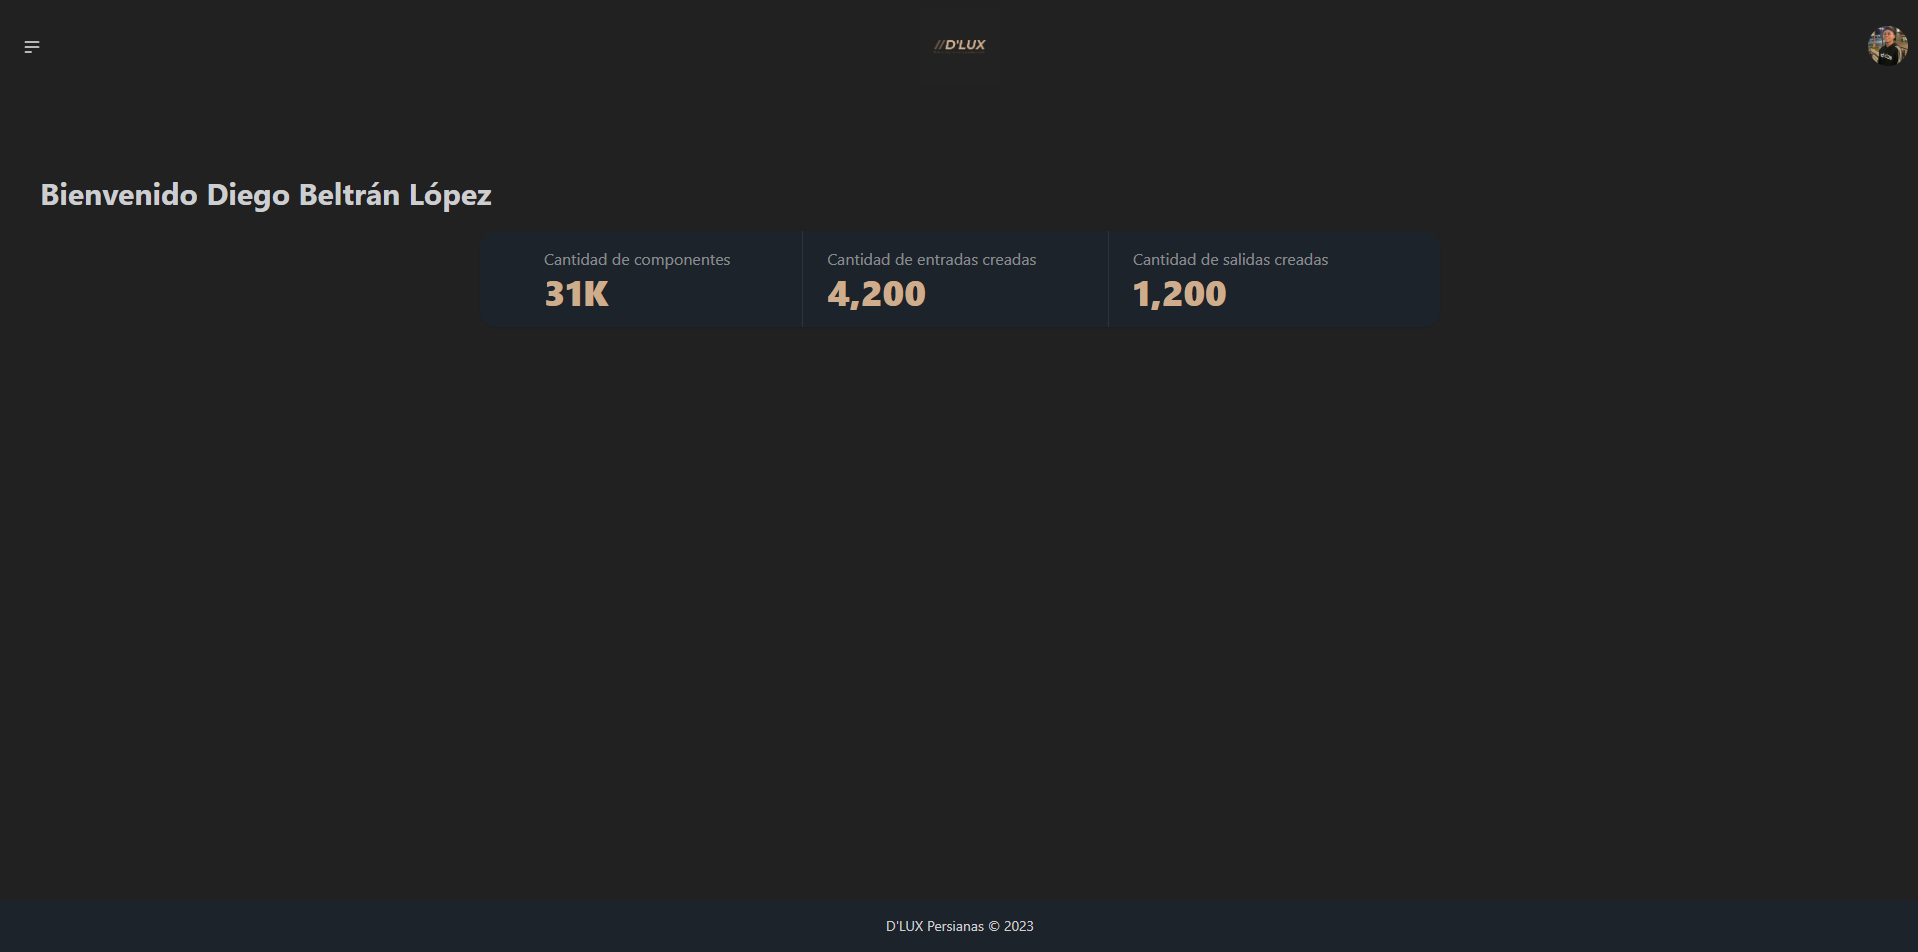 //D'LUX
Bienvenido Diego Beltrán López
Cantidad de componentes
31K
Cantidad de entradas creadas
4,200
Cantidad de salidas creadas
1,200
D'LUX Persianas © 2023